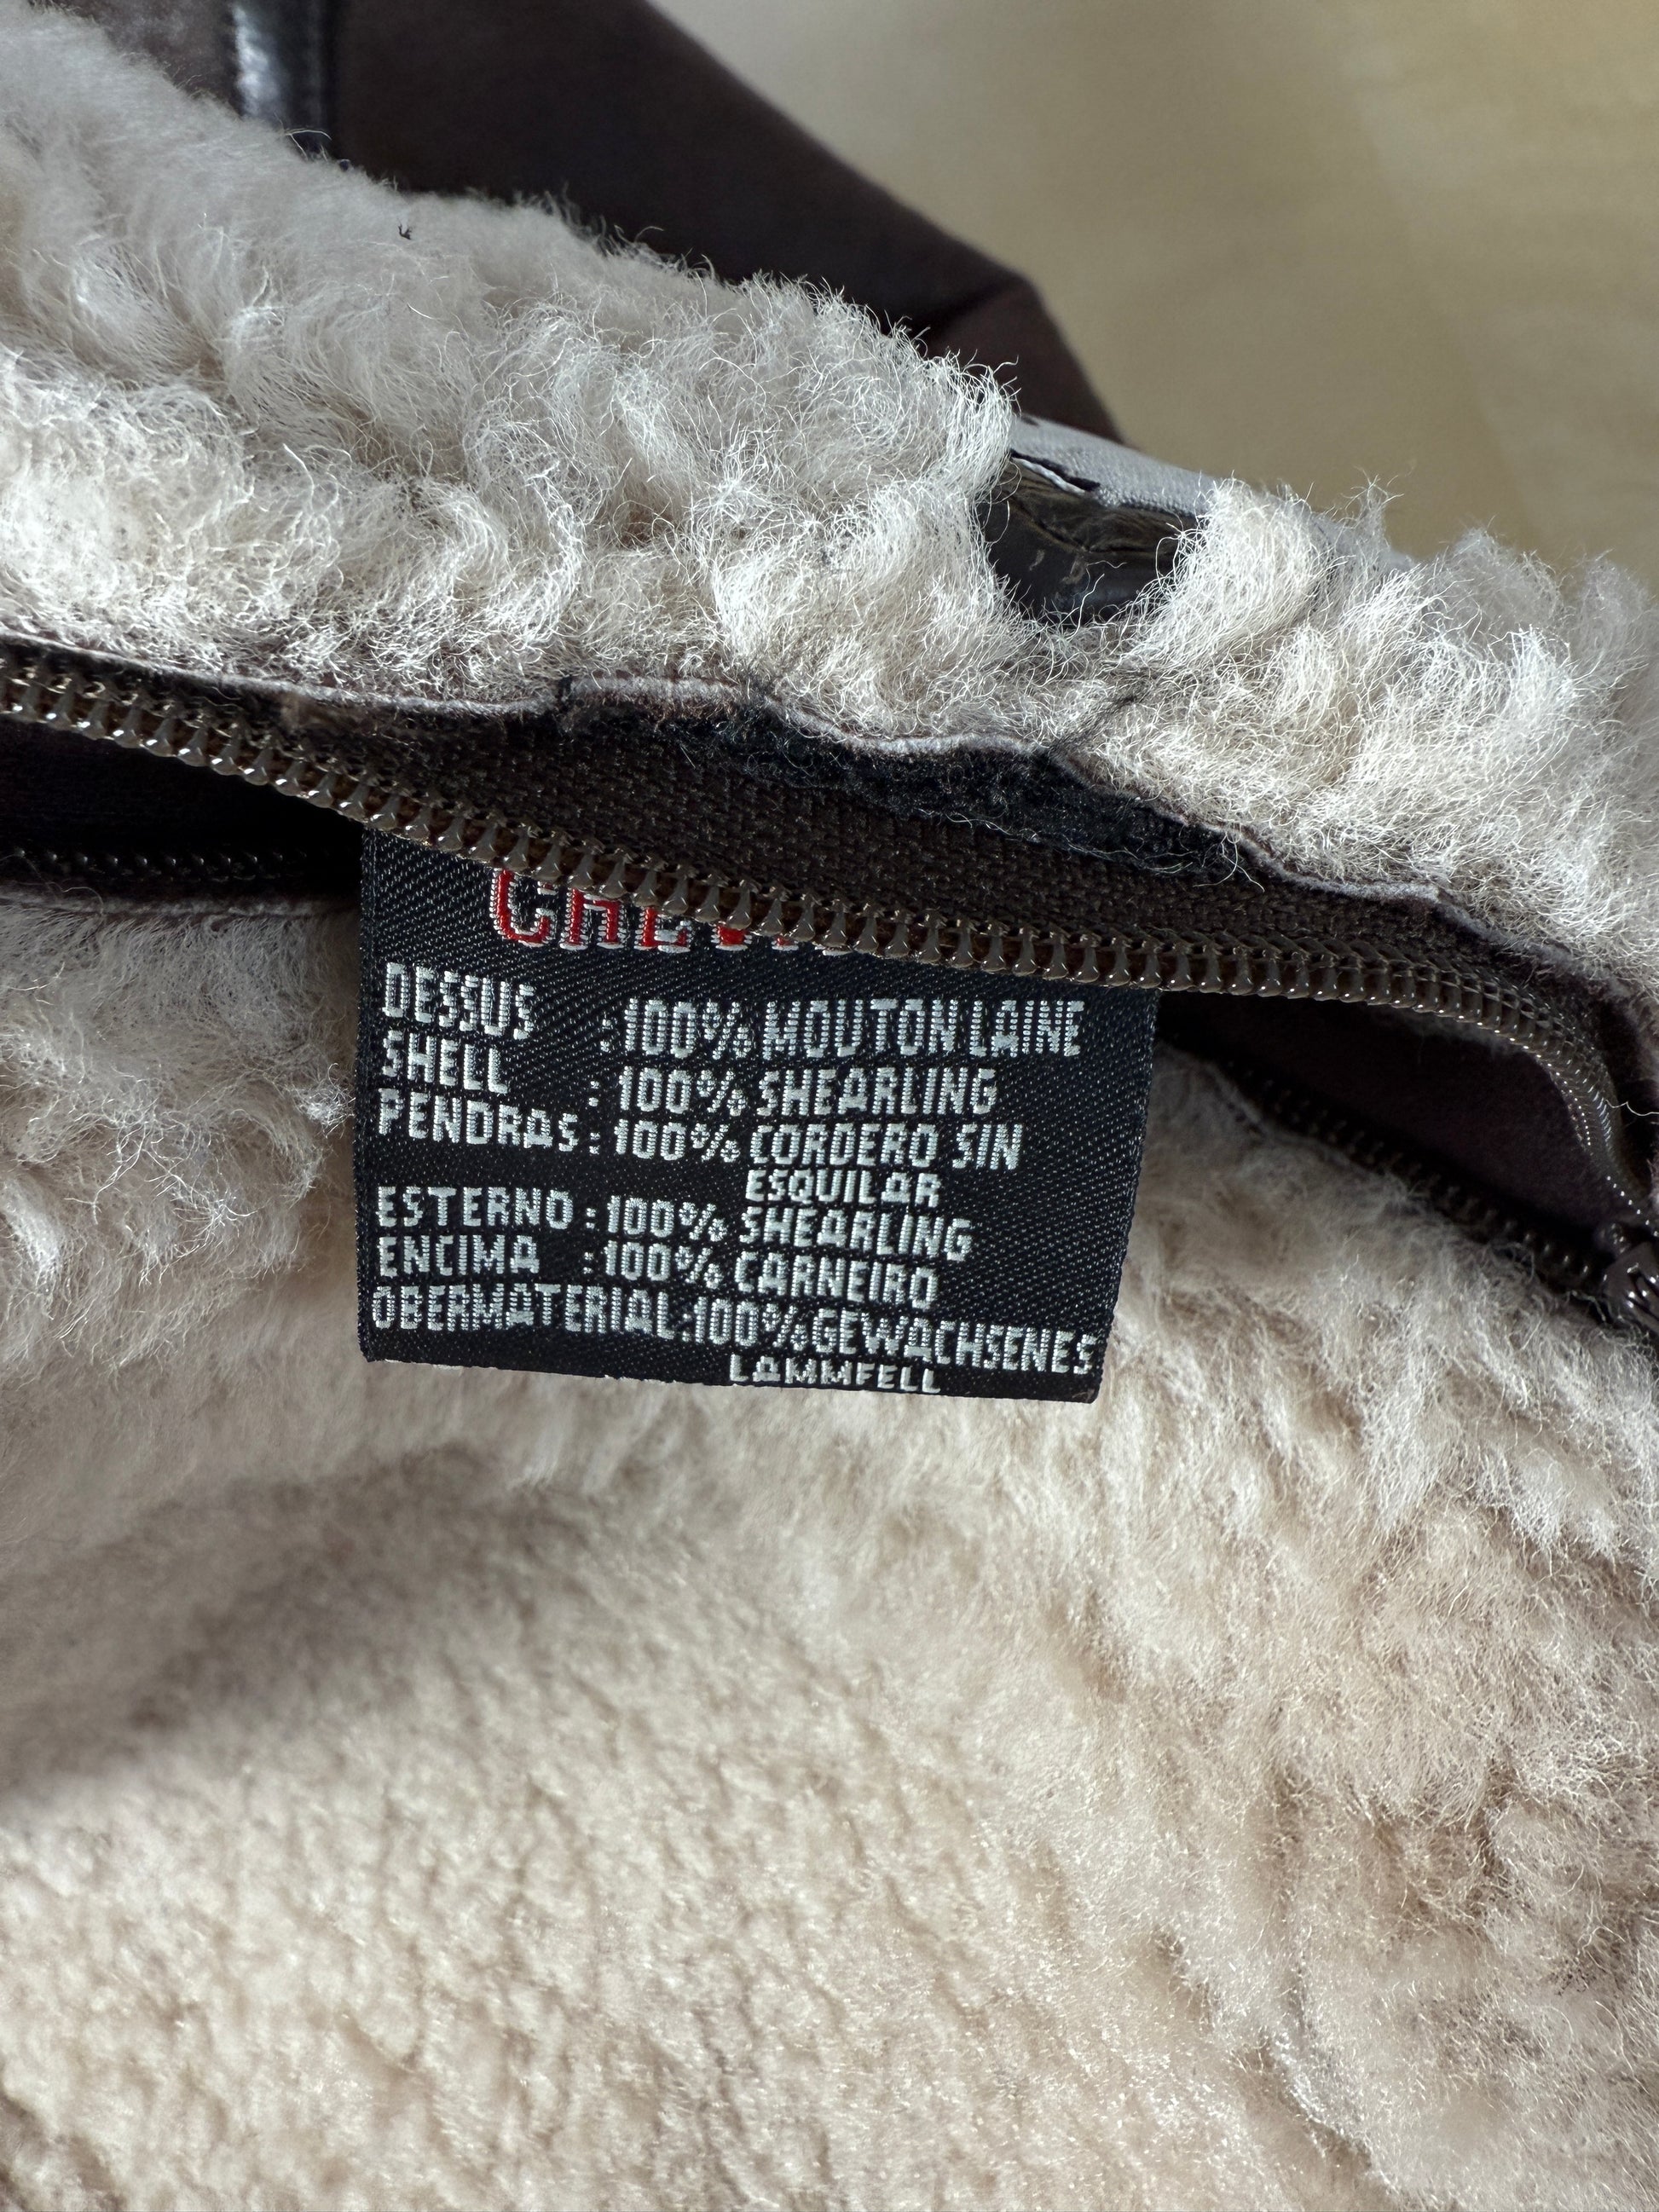 DESSUS : 100% MOUTON LAINE
SHELL : 100% SHEARLING
PENDRAS : 100% CORDERO SIN
ESQUILAR
ESTERNO : 100% SHEARLING
ENCIMA : 100% CARNEIRO
OBERMATERIAL : 100% GEWACHSENES
LAMMFELL